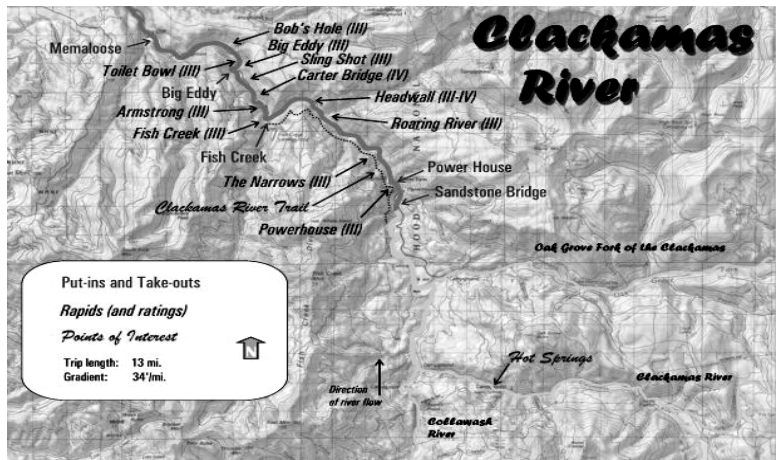 Clackamas
River
Bob's Hole (III)
Memaloose
Big Eddy (III)
Sling Shot (III)
Toilet Bowl (III)
Carter Bridge (IV)
Big Eddy
Headwall (III-IV)
Armstrong (III)
Roaring River (III)
Fish Creek (III)
Fish Creek
Power House
The Narrows (III)
Sandstone Bridge
Clackamas River Trail
Powerhouse (III)
Oak Grove Fork of the Clackamas
Put-ins and Take-outs
Rapids (and ratings)
Points of Interest
Trip length: 13 mi.
Gradient: 34'/mi.
N
Hot Springs
Direction
of river flow
Clackamas River
Collawash
River
HOOD
Fish Creek